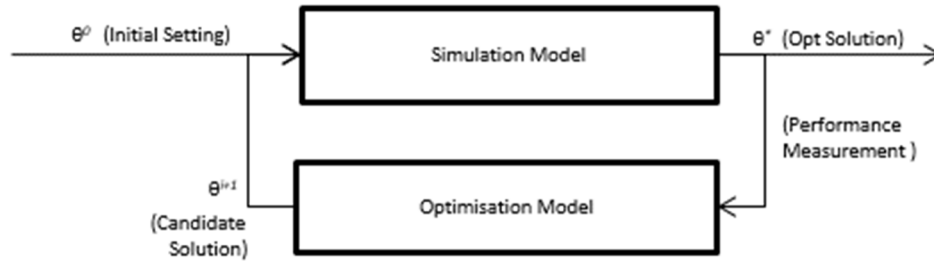 θ⁰ (Initial Setting)
Simulation Model
θ* (Opt Solution)
(Performance
Measurement )
θⁱ⁺¹
(Candidate
Solution)
Optimisation Model